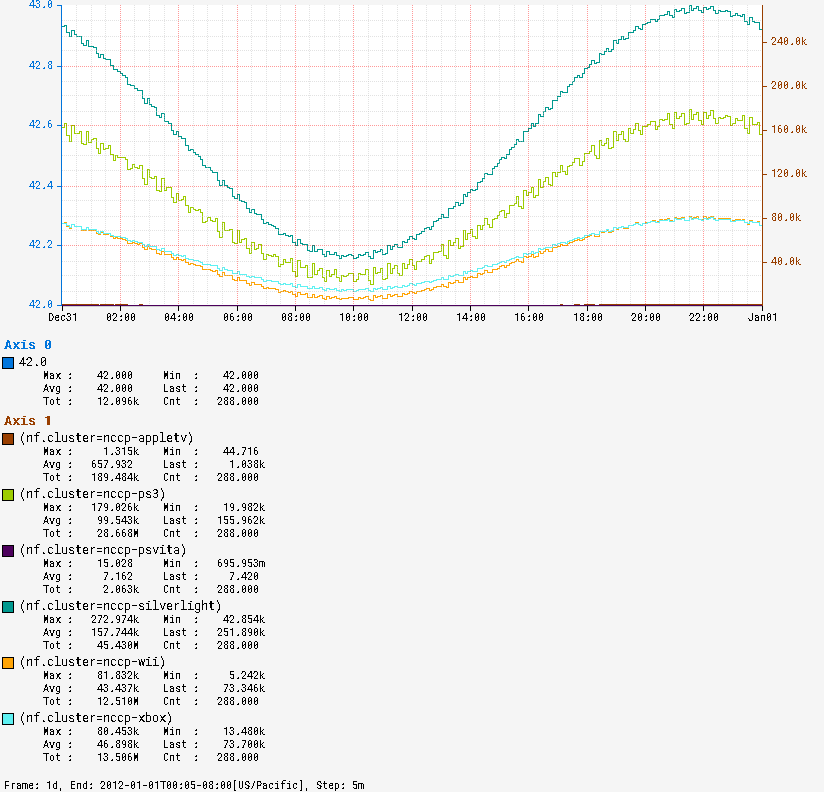 43.0
42.8
42.6
42.4
42.2
42.0
240.0k
200.0k
160.0k
120.0k
80.0k
40.0k
Dec31 02:00 04:00 06:00 08:00 10:00 12:00 14:00 16:00 18:00 20:00 22:00 Jan01
Axis 0
42.0
Max : 42.000 Min : 42.000
Avg : 42.000 Last : 42.000
Tot : 12.096k Cnt : 288.000
Axis 1
(nf.cluster=nccp-appletv)
Max : 1.315k Min : 44.716
Avg : 657.932 Last : 1.038k
Tot : 189.484k Cnt : 288.000
(nf.cluster=nccp-ps3)
Max : 179.026k Min : 19.982k
Avg : 99.543k Last : 155.962k
Tot : 28.668M Cnt : 288.000
(nf.cluster=nccp-psvita)
Max : 15.028 Min : 695.953m
Avg : 7.162 Last : 7.420
Tot : 2.063k Cnt : 288.000
(nf.cluster=nccp-silverlight)
Max : 272.974k Min : 42.854k
Avg : 157.744k Last : 251.890k
Tot : 45.430M Cnt : 288.000
(nf.cluster=nccp-wii)
Max : 81.832k Min : 5.242k
Avg : 43.437k Last : 73.346k
Tot : 12.510M Cnt : 288.000
(nf.cluster=nccp-xbox)
Max : 80.453k Min : 13.480k
Avg : 46.898k Last : 73.700k
Tot : 13.506M Cnt : 288.000
Frame: 1d, End: 2012-01-01T00:05-08:00[US/Pacific], Step: 5m